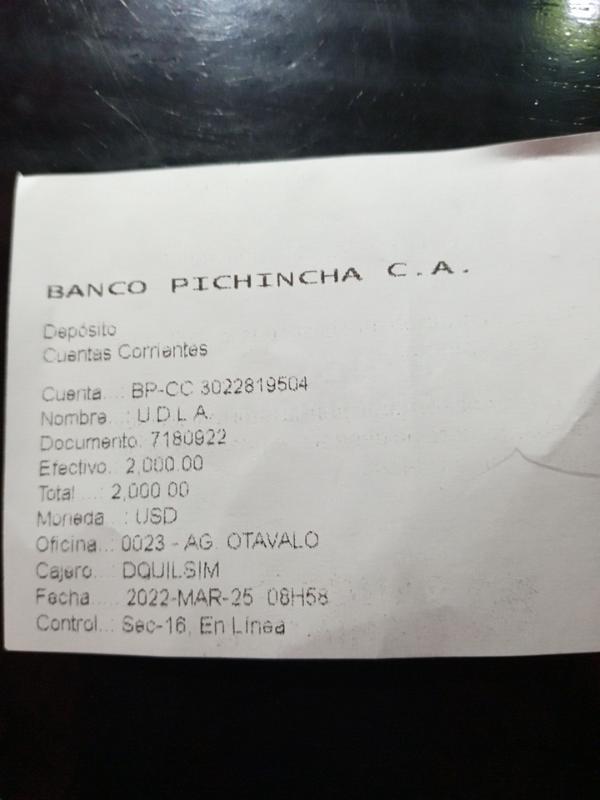 BANCO PICHINCHA C.A.
Depósito
Cuentas Corrientes
Cuenta...: BP-CC 3022819504
Nombre...: U.D.L.A.
Documento: 7180922
Efectivo.: 2,000.00
Total....: 2,000.00
Moneda...: USD
Oficina..: 0023 - AG. OTAVALO
Cajero...: DQUILSIM
Fecha....: 2022-MAR-25 08H58
Control..: Sec-16, En Línea